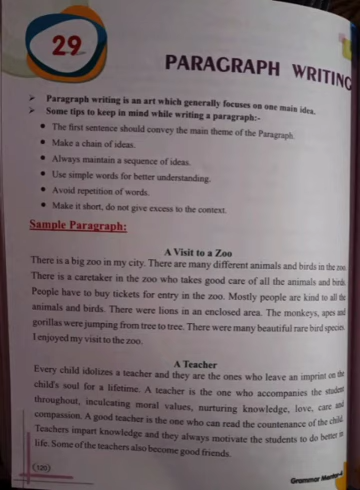 29
PARAGRAPH WRITING
➢ Paragraph writing is an art which generally focuses on one main idea.
➢ Some tips to keep in mind while writing a paragraph:-
• The first sentence should convey the main theme of the Paragraph.
• Make a chain of ideas.
• Always maintain a sequence of ideas.
• Use simple words for better understanding.
• Avoid repetition of words.
• Make it short, do not give excess to the context.
Sample Paragraph:
A Visit to a Zoo
There is a big zoo in my city. There are many different animals and birds in the zoo.
There is a caretaker in the zoo who takes good care of all the animals and birds.
People have to buy tickets for entry in the zoo. Mostly people are kind to all the
animals and birds. There were lions in an enclosed area. The monkeys, apes and
gorillas were jumping from tree to tree. There were many beautiful rare bird species.
I enjoyed my visit to the zoo.
A Teacher
Every child idolizes a teacher and they are the ones who leave an imprint on the
child's soul for a lifetime. A teacher is the one who accompanies the student
throughout, inculcating moral values, nurturing knowledge, love, care and
compassion. A good teacher is the one who can read the countenance of the child.
Teachers impart knowledge and they always motivate the students to do better in
life. Some of the teachers also become good friends.
Grammar